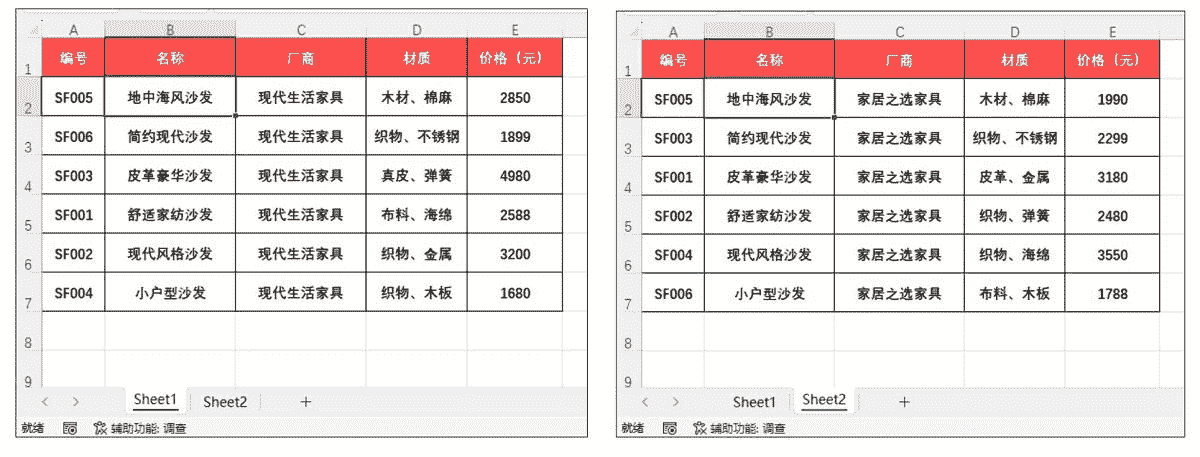 A B C D E
1 编号 名称 厂商 材质 价格（元）
2 SF005 地中海风沙发 现代生活家具 木材、棉麻 2850
3 SF006 简约现代沙发 现代生活家具 织物、不锈钢 1899
4 SF003 皮革豪华沙发 现代生活家具 真皮、弹簧 4980
5 SF001 舒适家纺沙发 现代生活家具 布料、海绵 2588
6 SF002 现代风格沙发 现代生活家具 织物、金属 3200
7 SF004 小户型沙发 现代生活家具 织物、木板 1680
8
9
Sheet1 Sheet2 +
就绪 辅助功能: 调查
A B C D E
1 编号 名称 厂商 材质 价格（元）
2 SF005 地中海风沙发 家居之选家具 木材、棉麻 1990
3 SF003 简约现代沙发 家居之选家具 织物、不锈钢 2299
4 SF001 皮革豪华沙发 家居之选家具 皮革、金属 3180
5 SF002 舒适家纺沙发 家居之选家具 织物、弹簧 2480
6 SF004 现代风格沙发 家居之选家具 织物、海绵 3550
7 SF006 小户型沙发 家居之选家具 布料、木板 1788
8
9
Sheet1 Sheet2 +
就绪 辅助功能: 调查